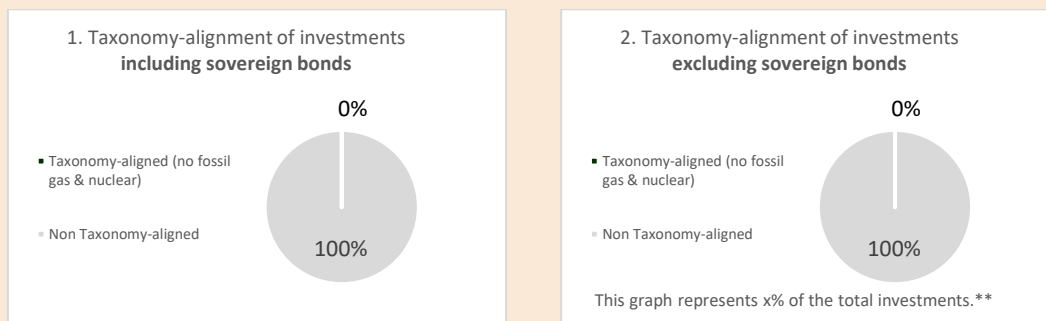 1. Taxonomy-alignment of investments
including sovereign bonds
0%
Taxonomy-aligned (no fossil
gas & nuclear)
Non Taxonomy-aligned
100%
2. Taxonomy-alignment of investments
excluding sovereign bonds
0%
Taxonomy-aligned (no fossil
gas & nuclear)
Non Taxonomy-aligned
100%
This graph represents x% of the total investments.**